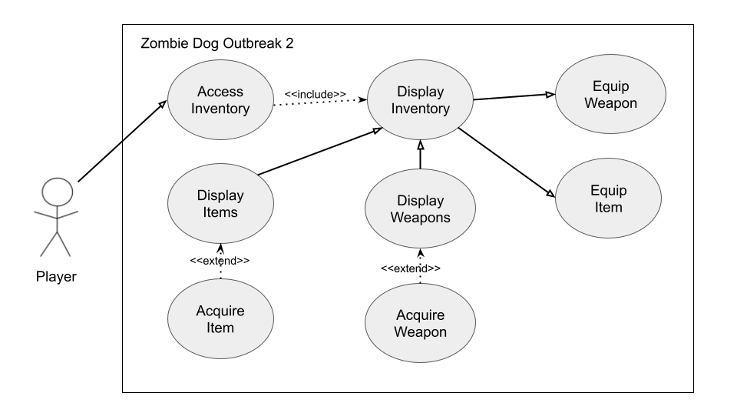 Zombie Dog Outbreak 2
Access
Inventory
<<include>>
Display
Inventory
Equip
Weapon
Display
Items
Display
Weapons
Equip
Item
Player
<<extend>>
<<extend>>
Acquire
Item
Acquire
Weapon